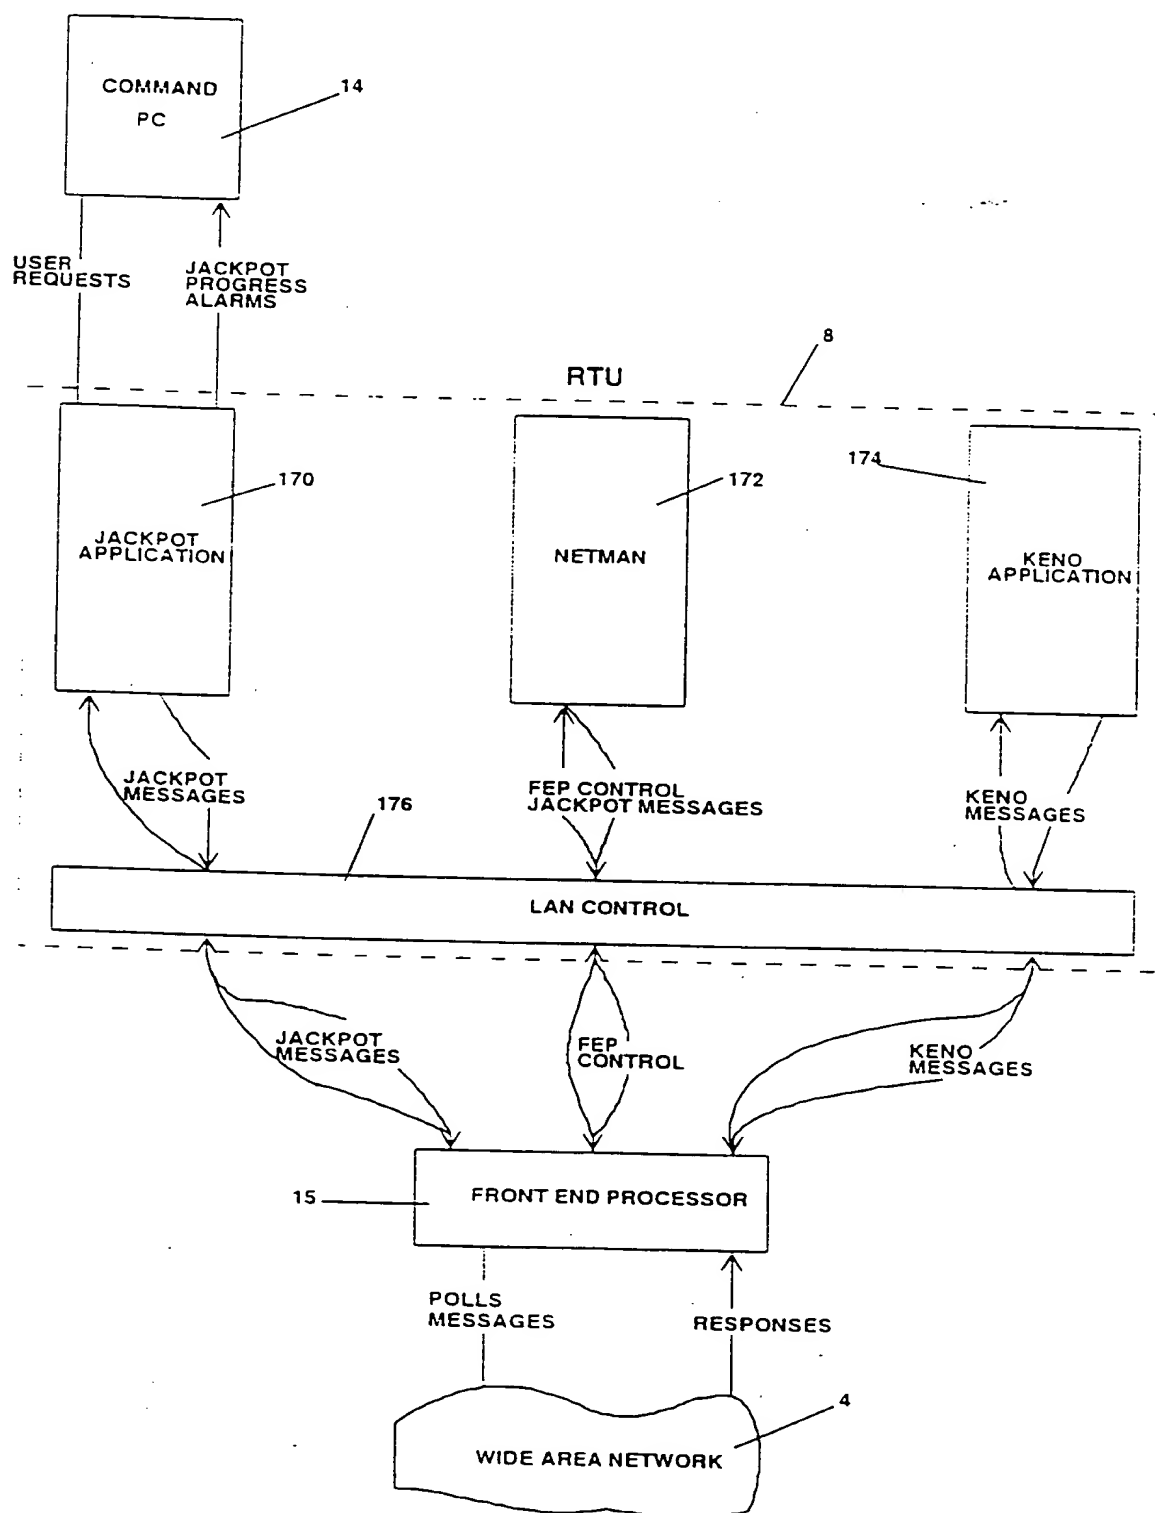 COMMAND
PC
14
USER
REQUESTS
JACKPOT
PROGRESS
ALARMS
8
RTU
170
172
174
JACKPOT
APPLICATION
NETMAN
KENO
APPLICATION
JACKPOT
MESSAGES
FEP CONTROL
JACKPOT MESSAGES
KENO
MESSAGES
176
LAN CONTROL
JACKPOT
MESSAGES
FEP
CONTROL
KENO
MESSAGES
15
FRONT END PROCESSOR
POLLS
MESSAGES
RESPONSES
4
WIDE AREA NETWORK